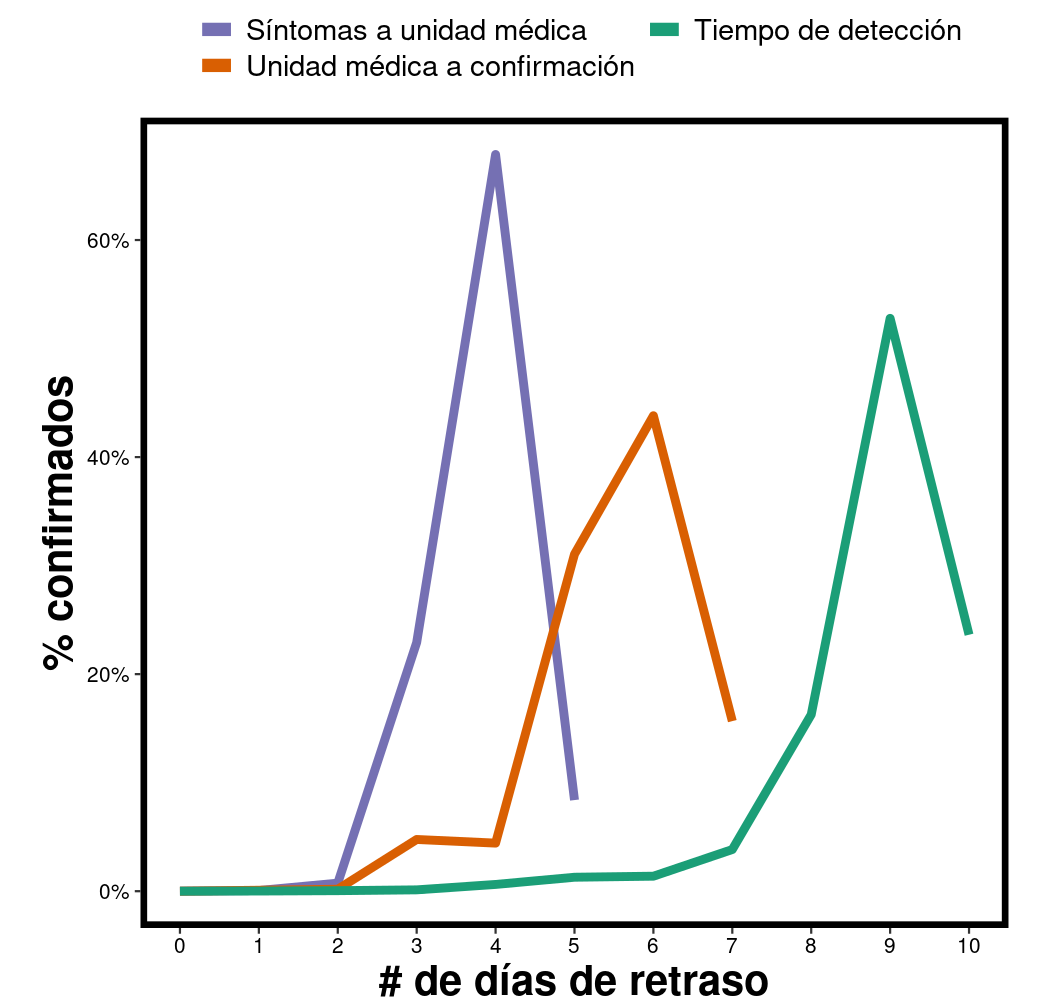 Síntomas a unidad médica
Tiempo de detección
Unidad médica a confirmación
% confirmados
60%
40%
20%
0%
0 1 2 3 4 5 6 7 8 9 10
# de días de retraso